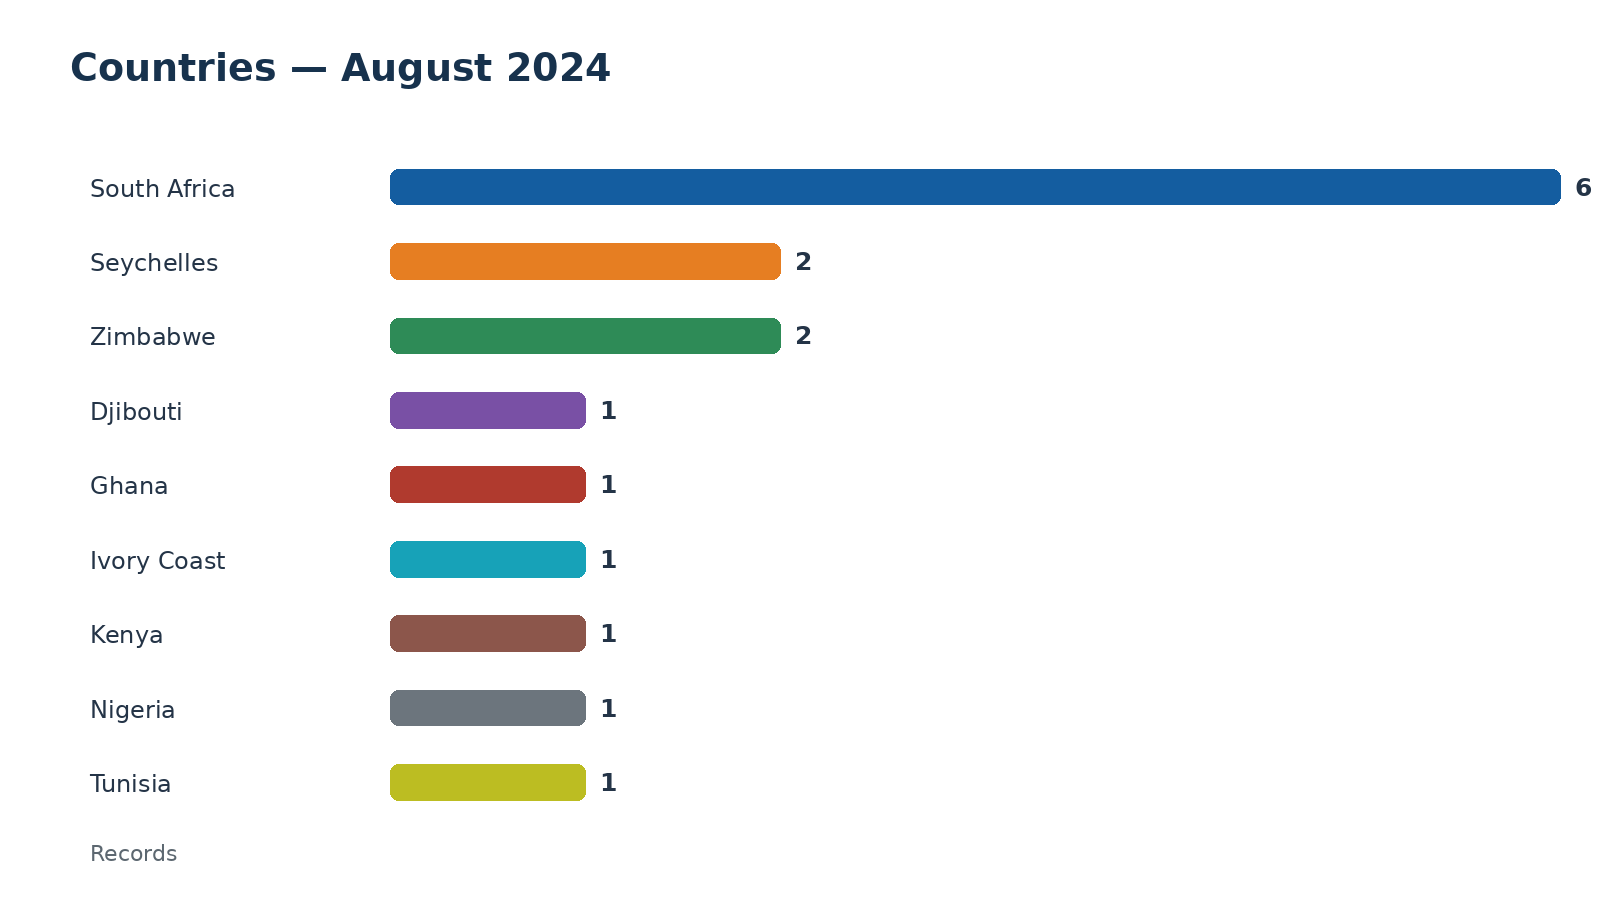 Countries — August 2024
South Africa 6
Seychelles 2
Zimbabwe 2
Djibouti 1
Ghana 1
Ivory Coast 1
Kenya 1
Nigeria 1
Tunisia 1
Records